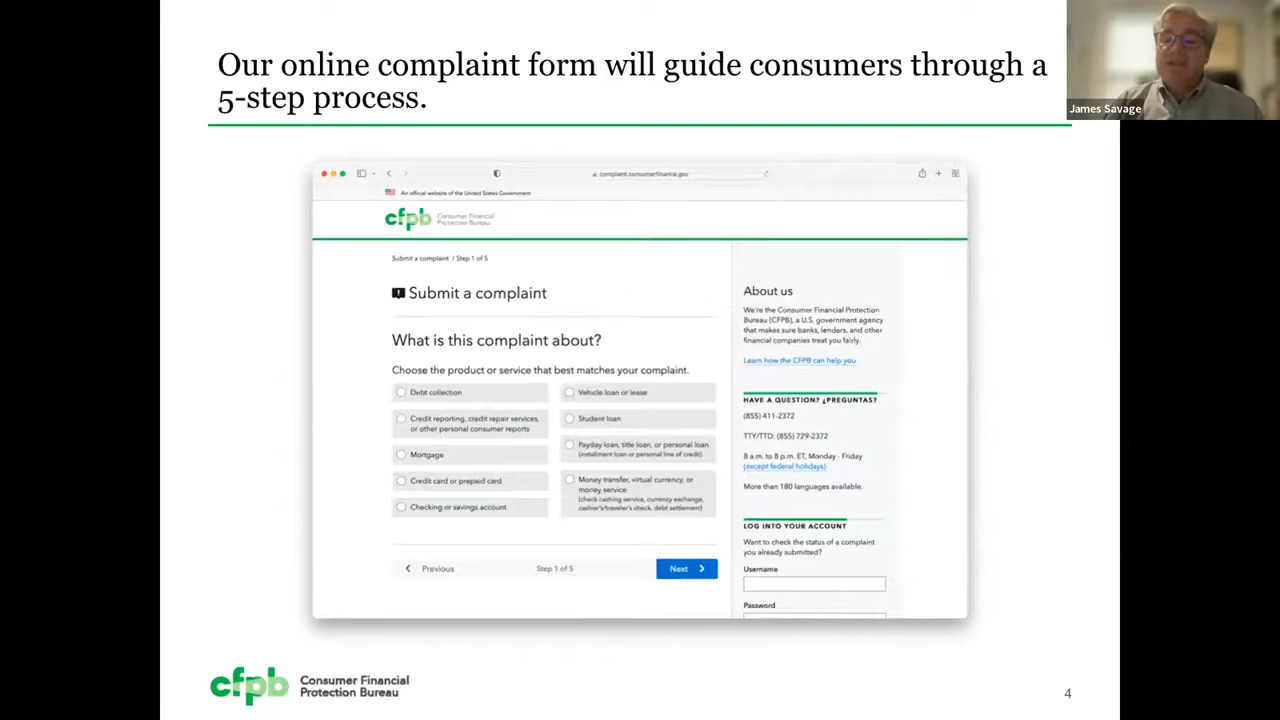 Our online complaint form will guide consumers through a
5-step process.
James Savage
complaint.consumerfinance.gov
An official website of the United States Government
cfpb
Consumer Financial
Protection Bureau
Submit a complaint / Step 1 of 5
Submit a complaint
What is this complaint about?
Choose the product or service that best matches your complaint.
Debt collection
Credit reporting, credit repair services,
or other personal consumer reports
Mortgage
Credit card or prepaid card
Checking or savings account
Vehicle loan or lease
Student loan
Payday loan, title loan, or personal loan
(installment loan or personal line of credit)
Money transfer, virtual currency, or
money service
(check cashing service, currency exchange,
cashier's/traveler's check, debt settlement)
Previous
Step 1 of 5
Next
About us
We're the Consumer Financial Protection
Bureau (CFPB), a U.S. government agency
that makes sure banks, lenders, and other
financial companies treat you fairly.
Learn how the CFPB can help you
HAVE A QUESTION? ¿PREGUNTAS?
(855) 411-2372
TTY/TTD: (855) 729-2372
8 a.m. to 8 p.m. ET, Monday - Friday
(except federal holidays).
More than 180 languages available.
LOG INTO YOUR ACCOUNT
Want to check the status of a complaint
you already submitted?
Username
Password
cfpb
Consumer Financial
Protection Bureau
4